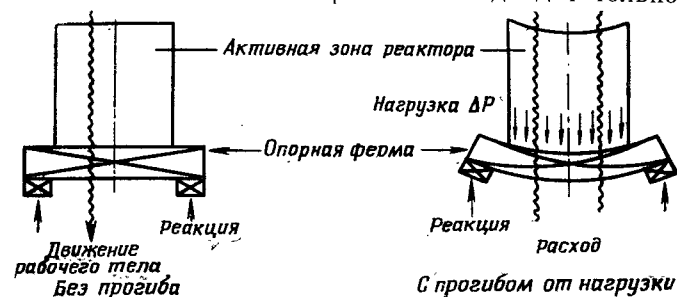 Активная зона реактора
Нагрузка ΔP
Опорная ферма
Реакция
Реакция
Движение
рабочего тела
Расход
Без прогиба
С прогибом от нагрузки